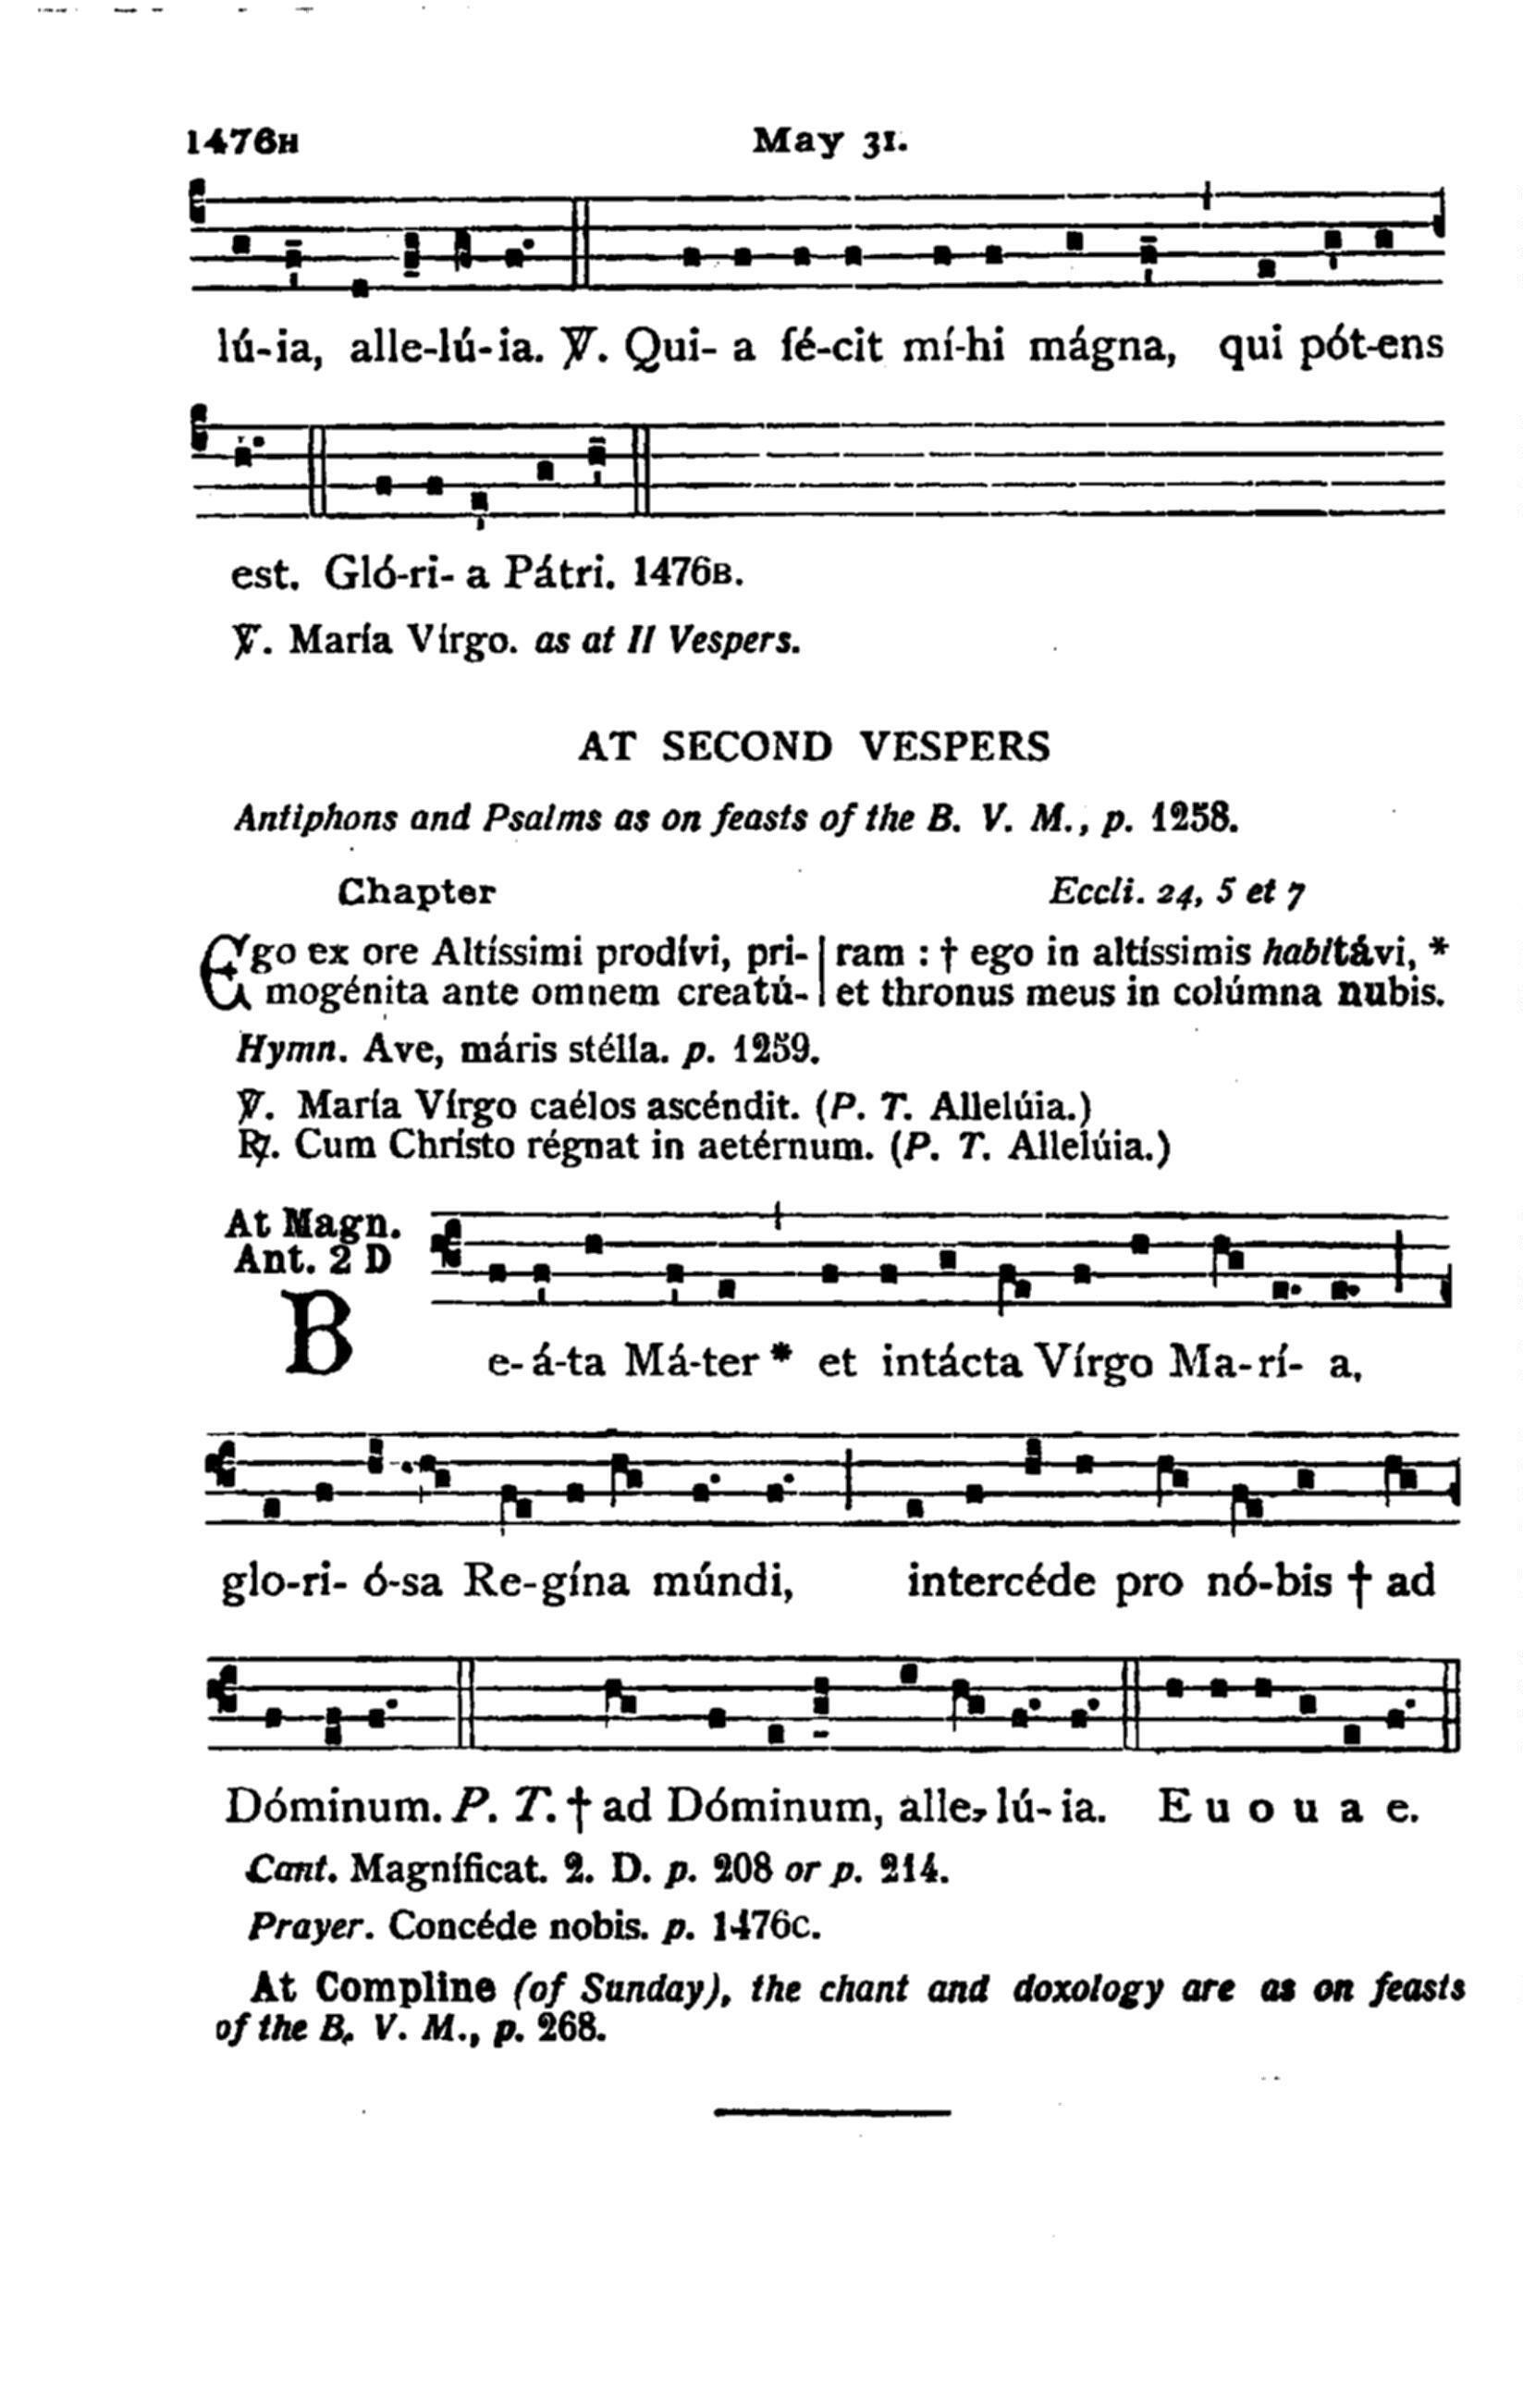 1476H May 31.
lú-ia, alle-lú-ia. ℣. Qui- a fé-cit mí-hi mágna, qui pót-ens
est. Gló-ri- a Pátri. 1476B.
℣. María Vírgo. as at II Vespers.
AT SECOND VESPERS
Antiphons and Psalms as on feasts of the B. V. M., p. 1258.
Chapter Eccli. 24, 5 et 7
Ego ex ore Altíssimi prodívi, pri-
mogénita ante omnem creatú-
ram : † ego in altíssimis habitávi, *
et thronus meus in colúmna nubis.
Hymn. Ave, máris stélla. p. 1259.
℣. María Vírgo caélos ascéndit. (P. T. Allelúia.)
℟. Cum Christo régnat in aetérnum. (P. T. Allelúia.)
At Magn.
Ant. 2 D
Be- á-ta Má-ter * et intácta Vírgo Ma-rí- a,
glo-ri- ó-sa Re-gína múndi, intercéde pro nó-bis † ad
Dóminum. P. T. † ad Dóminum, alle-lú- ia. E u o u a e.
Cant. Magníficat. 2. D. p. 208 or p. 214.
Prayer. Concéde nobis. p. 1476C.
At Compline (of Sunday), the chant and doxology are as on feasts
of the B. V. M., p. 268.